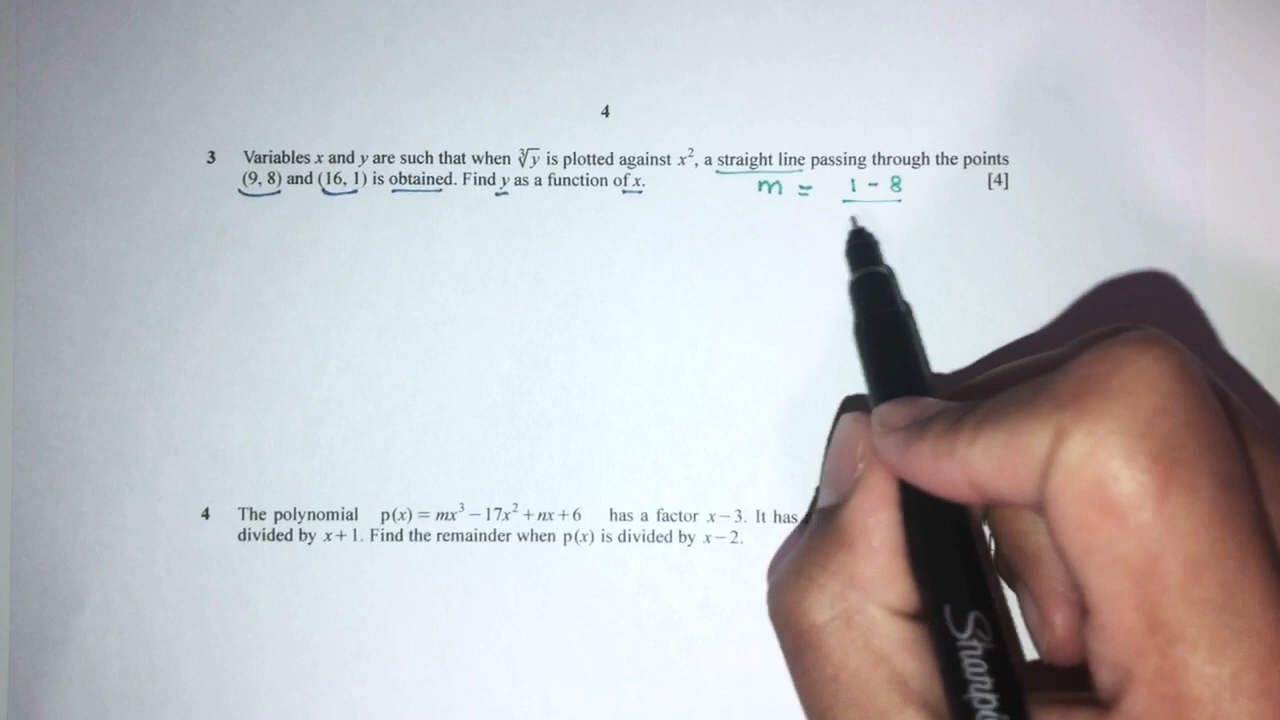 4
3 Variables x and y are such that when ∛y is plotted against x², a straight line passing through the points
(9, 8) and (16, 1) is obtained. Find y as a function of x. [4]
m = 1 - 8
4 The polynomial p(x) = mx³ − 17x² + nx + 6 has a factor x − 3. It has
divided by x + 1. Find the remainder when p(x) is divided by x − 2.